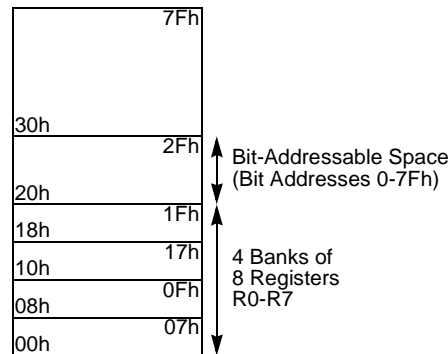 7Fh
30h
2Fh
Bit-Addressable Space
(Bit Addresses 0-7Fh)
20h
1Fh
18h
17h
4 Banks of
8 Registers
R0-R7
10h
0Fh
08h
07h
00h